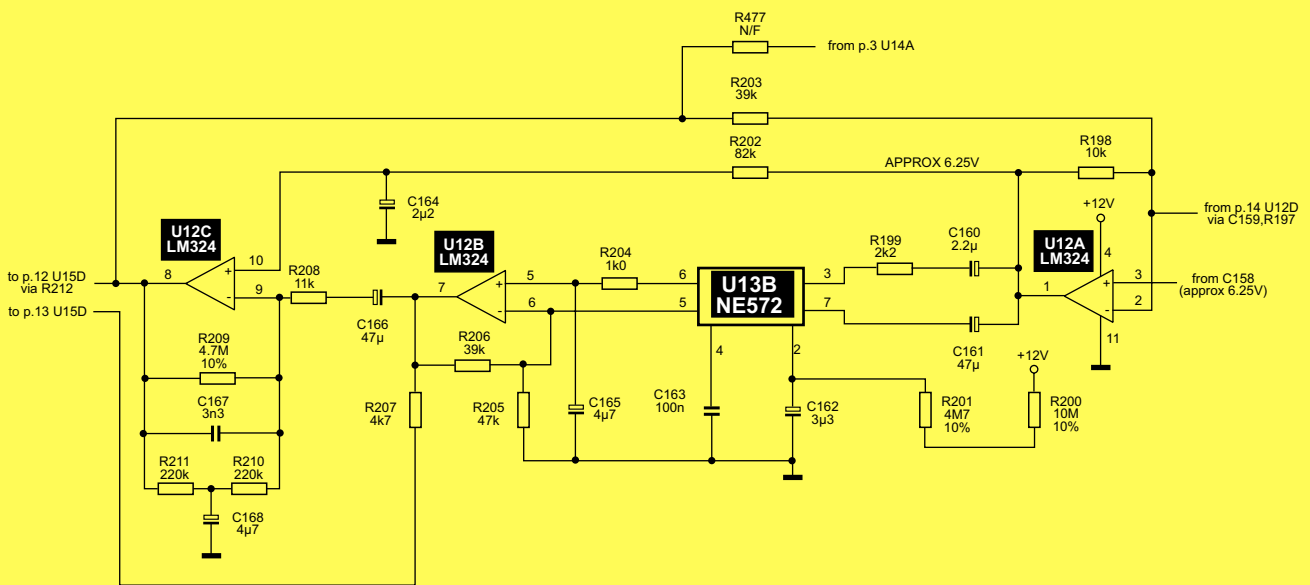 R477
N/F
from p.3 U14A
R203
39k
R202
82k
APPROX 6.25V
R198
10k
C164
2µ2
+12V
from p.14 U12D
via C159,R197
U12C
LM324
U12B
LM324
C160
2.2µ
U12A
LM324
R199
2k2
R204
1k0
10
8
+
-
9
to p.12 U15D
via R212
to p.13 U15D
R208
11k
C166
47µ
7
+
-
5
6
6
5
U13B
NE572
3
7
4
2
4
1
+
-
3
2
11
from C158
(approx 6.25V)
C161
47µ
+12V
R209
4.7M
10%
R206
39k
C167
3n3
R207
4k7
R205
47k
C165
4µ7
C163
100n
C162
3µ3
R201
4M7
10%
R200
10M
10%
R211
220k
R210
220k
C168
4µ7